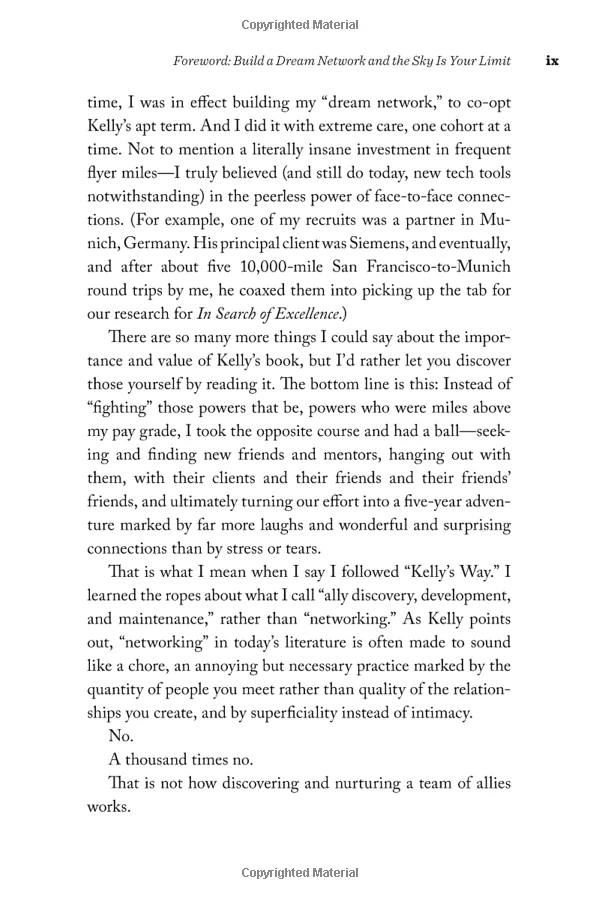 Copyrighted Material
Foreword: Build a Dream Network and the Sky Is Your Limit ix
time, I was in effect building my “dream network,” to co-opt
Kelly’s apt term. And I did it with extreme care, one cohort at a
time. Not to mention a literally insane investment in frequent
flyer miles—I truly believed (and still do today, new tech tools
notwithstanding) in the peerless power of face-to-face connec-
tions. (For example, one of my recruits was a partner in Mu-
nich, Germany. His principal client was Siemens, and eventually,
and after about five 10,000-mile San Francisco-to-Munich
round trips by me, he coaxed them into picking up the tab for
our research for In Search of Excellence.)
There are so many more things I could say about the impor-
tance and value of Kelly’s book, but I’d rather let you discover
those yourself by reading it. The bottom line is this: Instead of
“fighting” those powers that be, powers who were miles above
my pay grade, I took the opposite course and had a ball—seek-
ing and finding new friends and mentors, hanging out with
them, with their clients and their friends and their friends’
friends, and ultimately turning our effort into a five-year adven-
ture marked by far more laughs and wonderful and surprising
connections than by stress or tears.
That is what I mean when I say I followed “Kelly’s Way.” I
learned the ropes about what I call “ally discovery, development,
and maintenance,” rather than “networking.” As Kelly points
out, “networking” in today’s literature is often made to sound
like a chore, an annoying but necessary practice marked by the
quantity of people you meet rather than quality of the relation-
ships you create, and by superficiality instead of intimacy.
No.
A thousand times no.
That is not how discovering and nurturing a team of allies
works.
Copyrighted Material